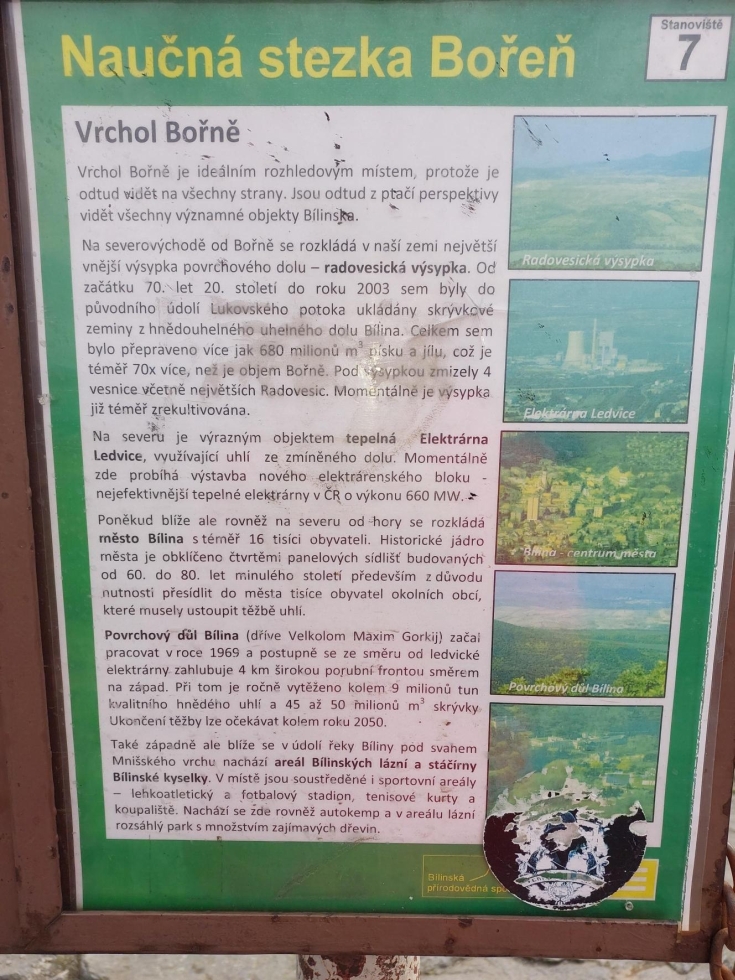 Naučná stezka Bořeň
Stanoviště
7
Vrchol Bořně
Vrchol Bořně je ideálním rozhledovým místem, protože je
odtud vidět na všechny strany. Jsou odtud z ptačí perspektivy
vidět všechny významné objekty Bílinska.
Na severovýchodě od Bořně se rozkládá v naší zemi největší
vnější výsypka povrchového dolu – radovesická výsypka. Od
začátku 70. let 20. století do roku 2003 sem byly do
původního údolí Lukovského potoka ukládány skrývkové
zeminy z hnědouhelného uhelného dolu Bílina. Celkem sem
bylo přepraveno více jak 680 milionů m³ písku a jílu, což je
téměř 70x více, než je objem Bořně. Pod výsypkou zmizely 4
vesnice včetně největších Radovesic. Momentálně je výsypka
již téměř zrekultivována.
Na severu je výrazným objektem tepelná Elektrárna
Ledvice, využívající uhlí ze zmíněného dolu. Momentálně
zde probíhá výstavba nového elektrárenského bloku -
nejefektivnější tepelné elektrárny v ČR o výkonu 660 MW.
Poněkud blíže ale rovněž na severu od hory se rozkládá
město Bílina s téměř 16 tisíci obyvateli. Historické jádro
města je obklíčeno čtvrtěmi panelových sídlišť budovaných
od 60. do 80. let minulého století především z důvodu
nutnosti přesídlit do města tisíce obyvatel okolních obcí,
které musely ustoupit těžbě uhlí.
Povrchový důl Bílina (dříve Velkolom Maxim Gorkij) začal
pracovat v roce 1969 a postupně se ze směru od ledvické
elektrárny zahlubuje 4 km širokou porubní frontou směrem
na západ. Při tom je ročně vytěženo kolem 9 milionů tun
kvalitního hnědého uhlí a 45 až 50 milionů m³ skrývky
Ukončení těžby lze očekávat kolem roku 2050.
Také západně ale blíže se v údolí řeky Bíliny pod svahem
Mnišského vrchu nachází areál Bílinských lázní a stáčírny
Bílinské kyselky. V místě jsou soustředěné i sportovní areály
– lehkoatletický a fotbalový stadion, tenisové kurty a
koupaliště. Nachází se zde rovněž autokemp a v areálu lázní
rozsáhlý park s množstvím zajímavých dřevin.
Radovesická výsypka
Elektrárna Ledvice
Bílina - centrum města
Povrchový důl Bílina
Bílinská
přírodovědná